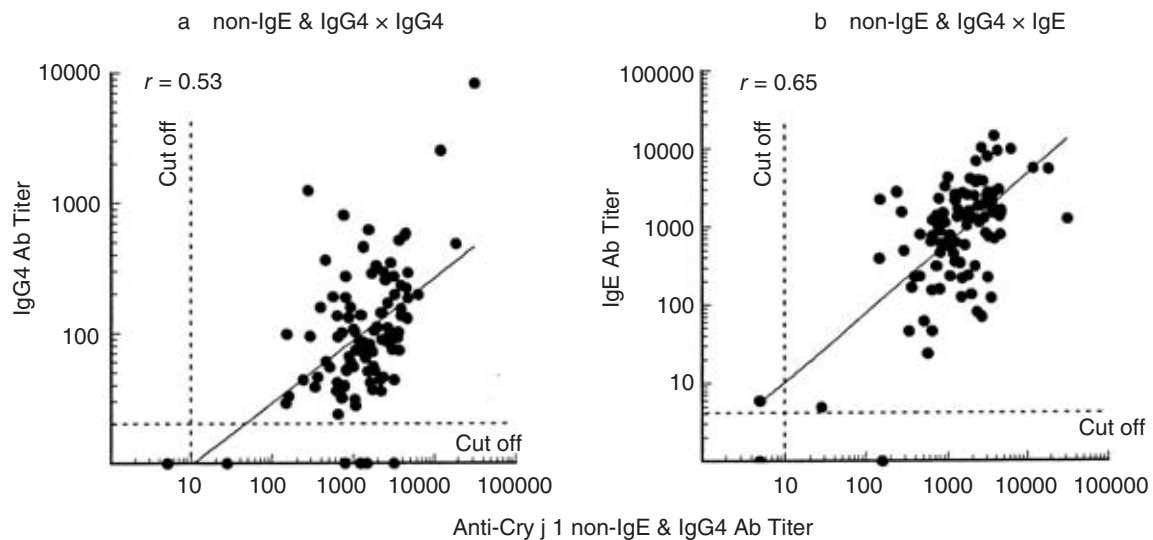 a non-IgE & IgG4 × IgG4
r = 0.53
10000
1000
100
IgG4 Ab Titer
Cut off
Cut off
10 100 1000 10000 100000
b non-IgE & IgG4 × IgE
r = 0.65
100000
10000
1000
100
10
IgE Ab Titer
Cut off
Cut off
10 100 1000 10000 100000
Anti-Cry j 1 non-IgE & IgG4 Ab Titer